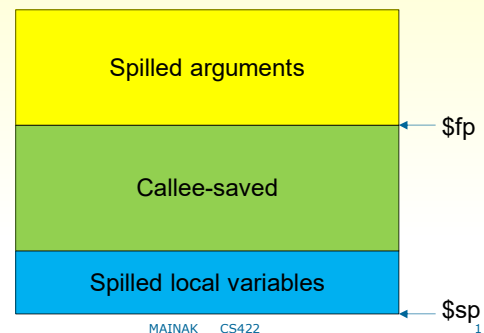 Spilled arguments
$fp
Callee-saved
Spilled local variables
$sp
MAINAK CS422 1